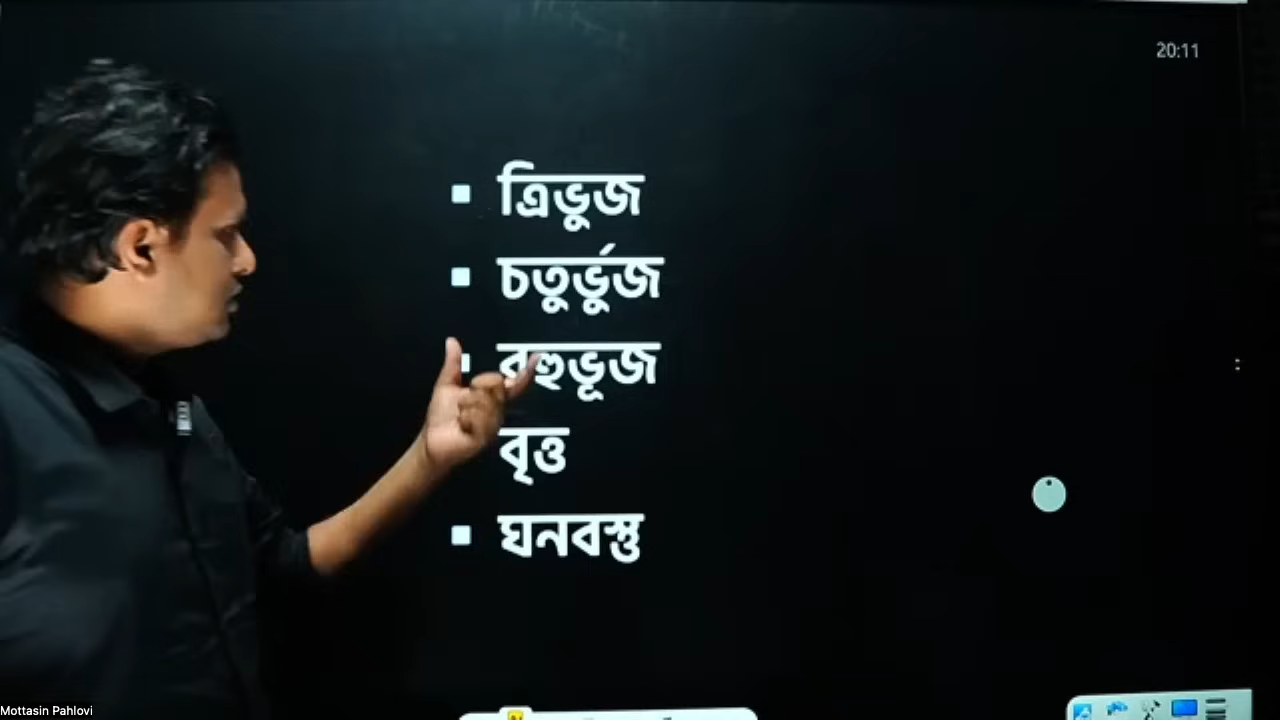 20:11
ত্রিভুজ
চতুর্ভুজ
বহুভূজ
বৃত্ত
ঘনবস্তু
Mottasin Pahlovi